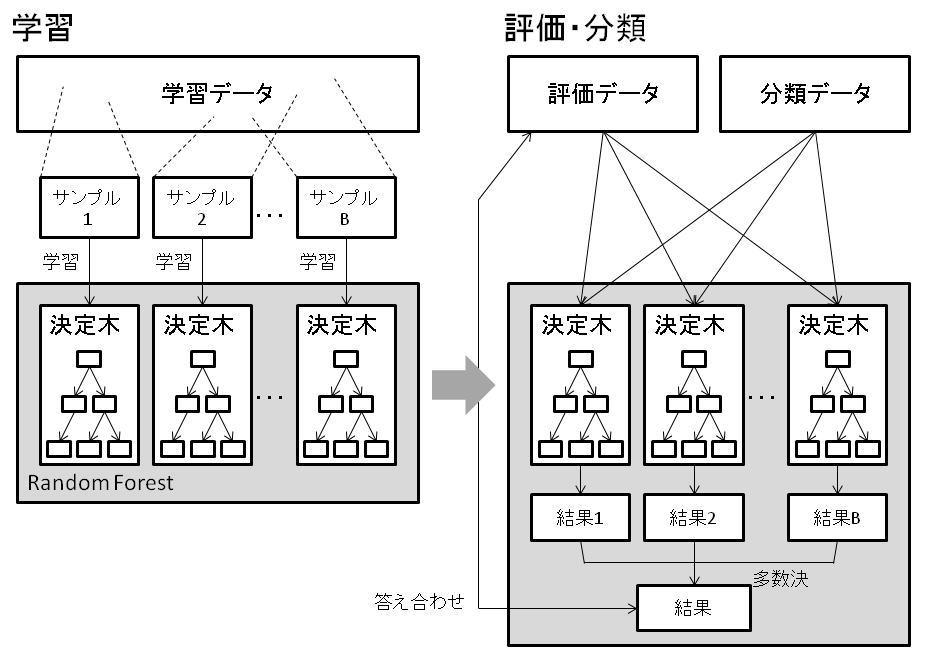 学習
学習データ
サンプル
1
サンプル
2
・・・
サンプル
B
学習
学習
学習
決定木
決定木
決定木
・・・
Random Forest
評価・分類
評価データ
分類データ
決定木
決定木
決定木
・・・
結果1
結果2
結果B
多数決
答え合わせ
結果